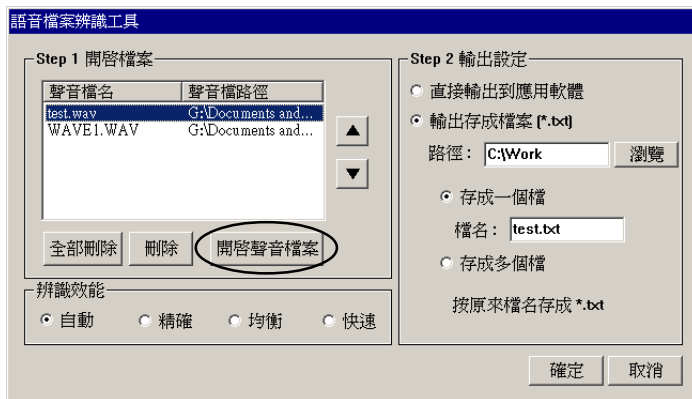 語音檔案辨識工具
Step 1 開啓檔案
聲音檔名 聲音檔路徑
test.wav G:\Documents and...
WAVE1.WAV G:\Documents and...
全部刪除 刪除 開啓聲音檔案
辨識效能
自動 精確 均衡 快速
Step 2 輸出設定
直接輸出到應用軟體
輸出存成檔案 (*.txt)
路徑： C:\Work 瀏覽
存成一個檔
檔名： test.txt
存成多個檔
按原來檔名存成 *.txt
確定 取消